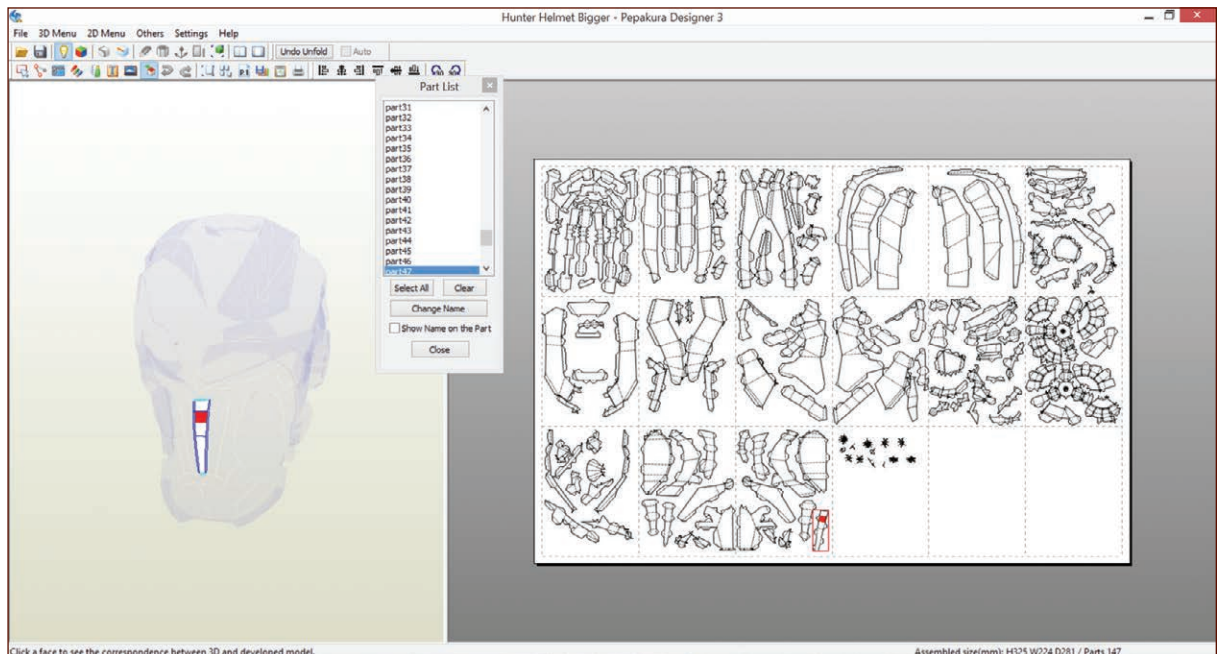 Hunter Helmet Bigger - Pepakura Designer 3
File 3D Menu 2D Menu Others Settings Help
Undo Unfold Auto
Part List
part31
part32
part33
part34
part35
part36
part37
part38
part39
part40
part41
part42
part43
part44
part45
part46
part47
Select All Clear
Change Name
Show Name on the Part
Close
Click a face to see the correspondence between 3D and developed model. Assembled size(mm): H325 W224 D281 / Parts 147